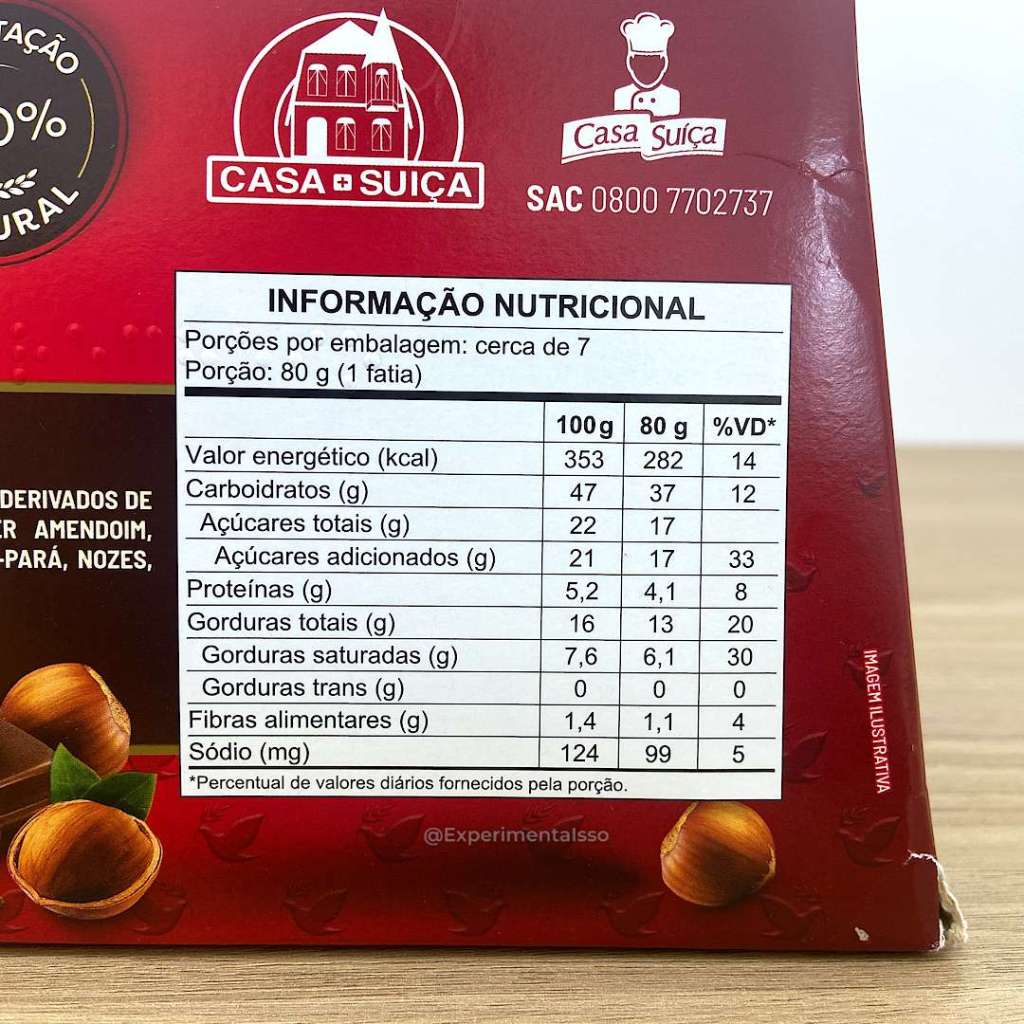 0%
CASA SUIÇA
Casa Suíça
SAC 0800 7702737
INFORMAÇÃO NUTRICIONAL
Porções por embalagem: cerca de 7
Porção: 80 g (1 fatia)
100 g 80 g %VD*
Valor energético (kcal) 353 282 14
Carboidratos (g) 47 37 12
Açúcares totais (g) 22 17
Açúcares adicionados (g) 21 17 33
Proteínas (g) 5,2 4,1 8
Gorduras totais (g) 16 13 20
Gorduras saturadas (g) 7,6 6,1 30
Gorduras trans (g) 0 0 0
Fibras alimentares (g) 1,4 1,1 4
Sódio (mg) 124 99 5
*Percentual de valores diários fornecidos pela porção.
DERIVADOS DE
ER AMENDOIM,
-PARÁ, NOZES,
IMAGEM ILUSTRATIVA
@Experimentalsso